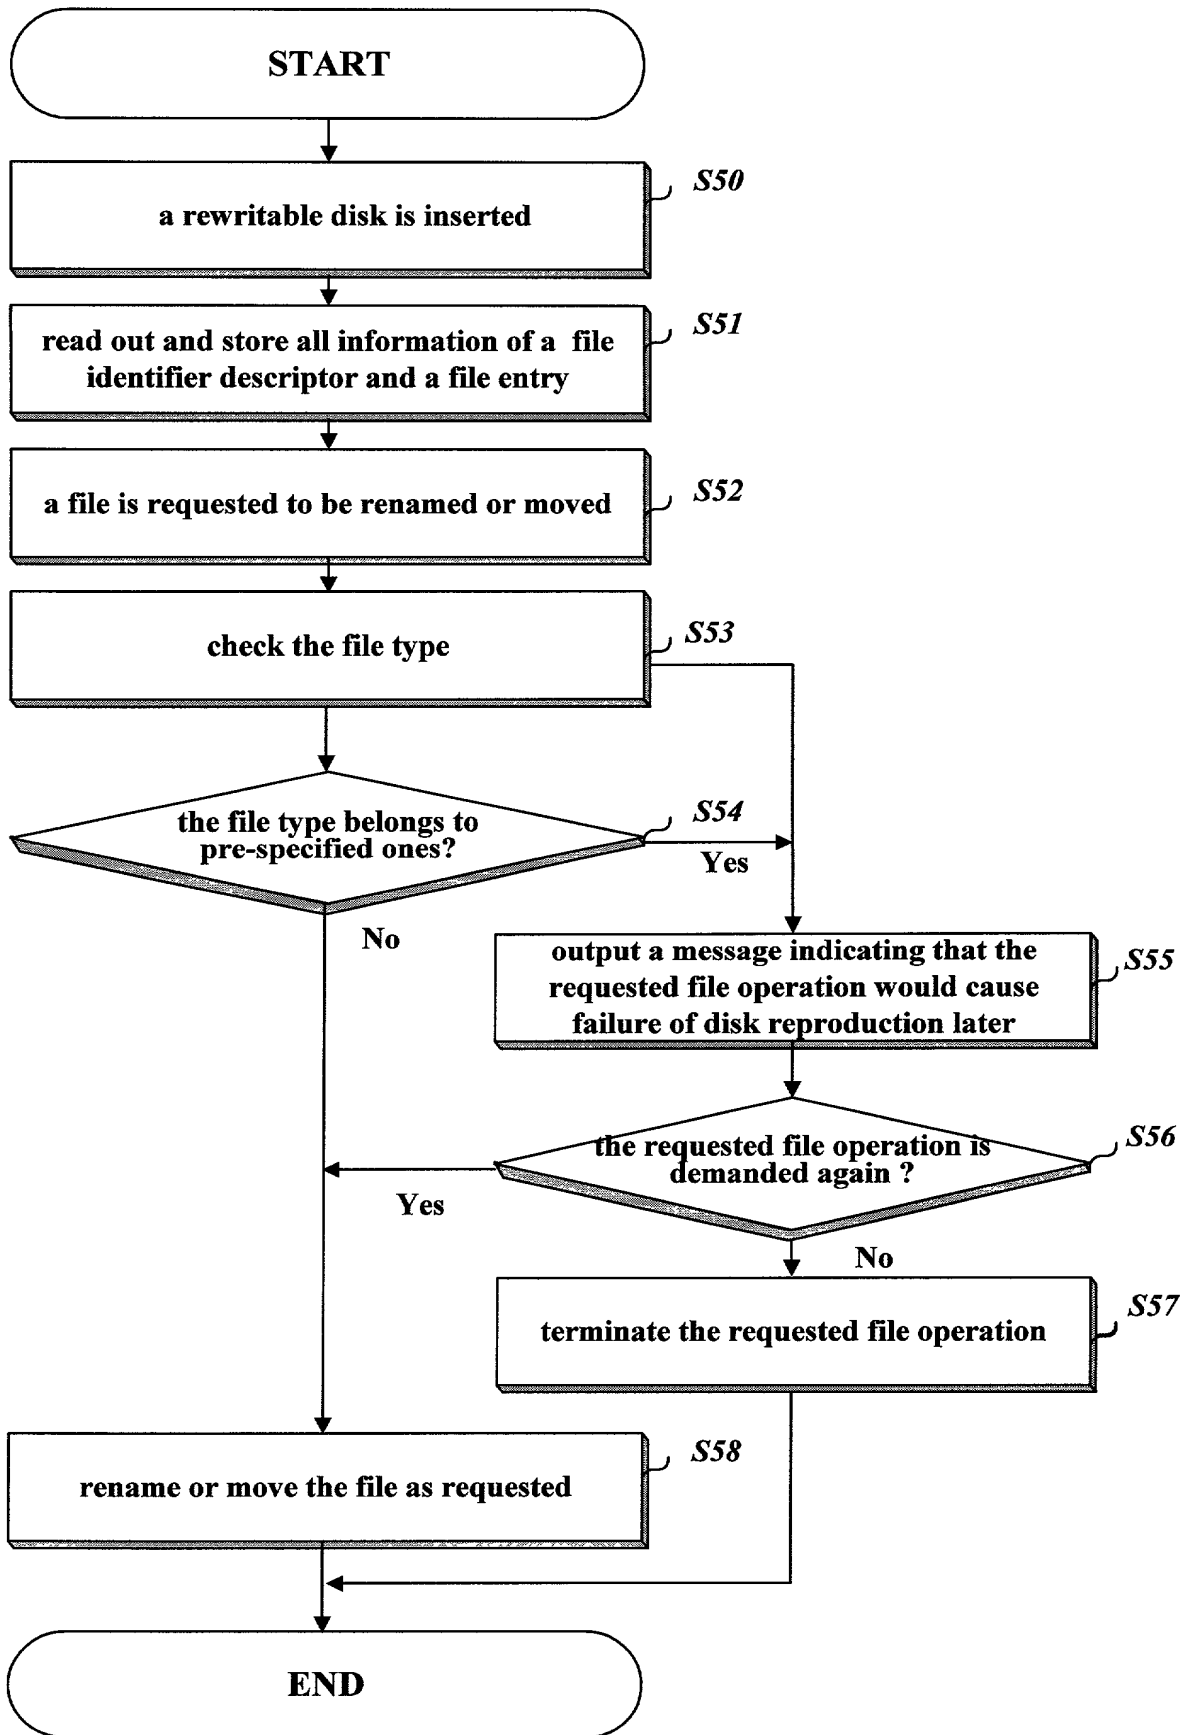 START
a rewritable disk is inserted
S50
read out and store all information of a file
identifier descriptor and a file entry
S51
a file is requested to be renamed or moved
S52
check the file type
S53
the file type belongs to
pre-specified ones?
S54
Yes
No
output a message indicating that the
requested file operation would cause
failure of disk reproduction later
S55
the requested file operation is
demanded again ?
S56
Yes
No
terminate the requested file operation
S57
rename or move the file as requested
S58
END